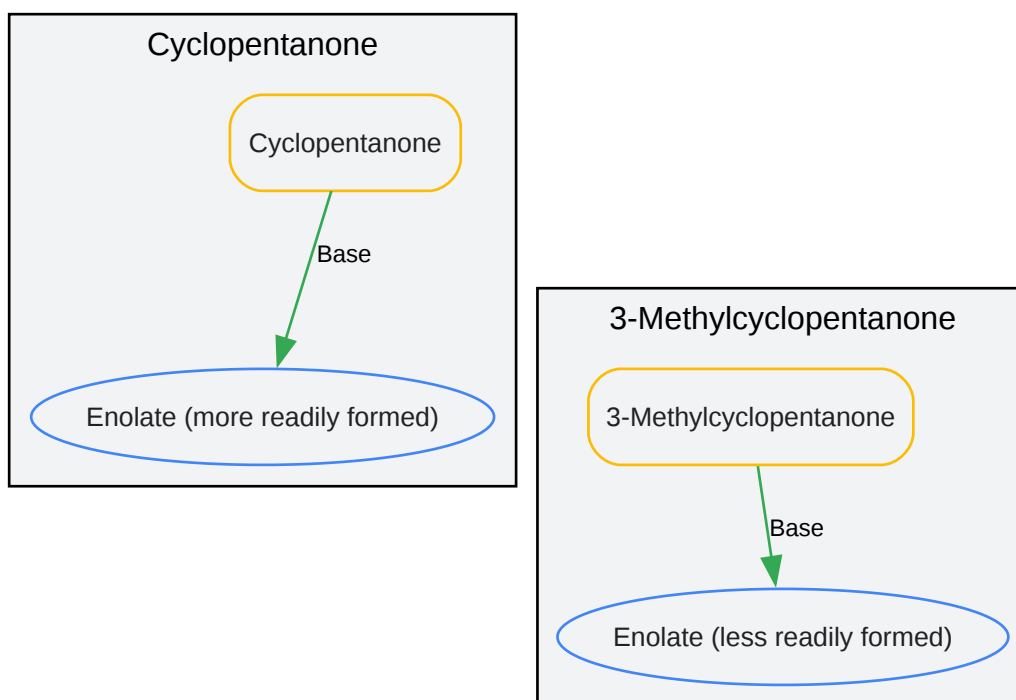 Cyclopentanone
Cyclopentanone
Base
Enolate (more readily formed)
3-Methylcyclopentanone
3-Methylcyclopentanone
Base
Enolate (less readily formed)